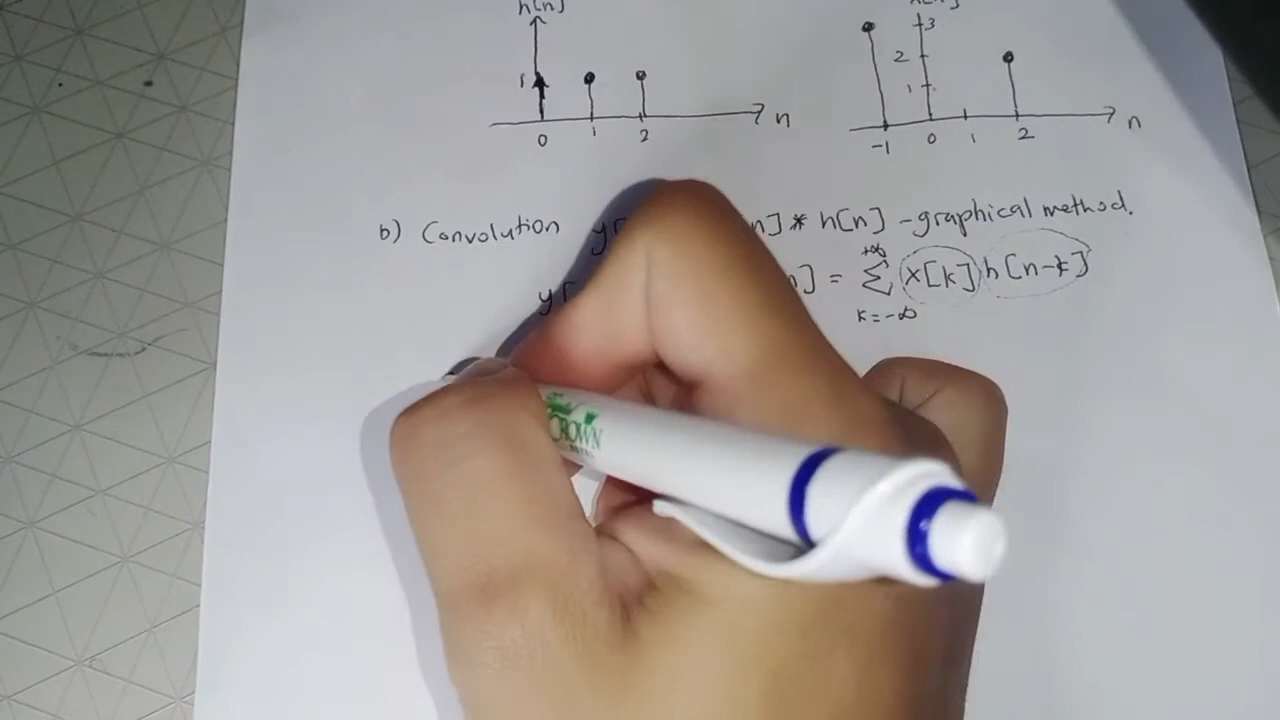 h[n]
3
1
2
1
n
n
0
1
2
-1
0
1
2
b) Convolution y[ n] * h[n] - graphical method.
y[ ] = +∞ Σ k=-∞ x[k] h[n-k]
CROWN